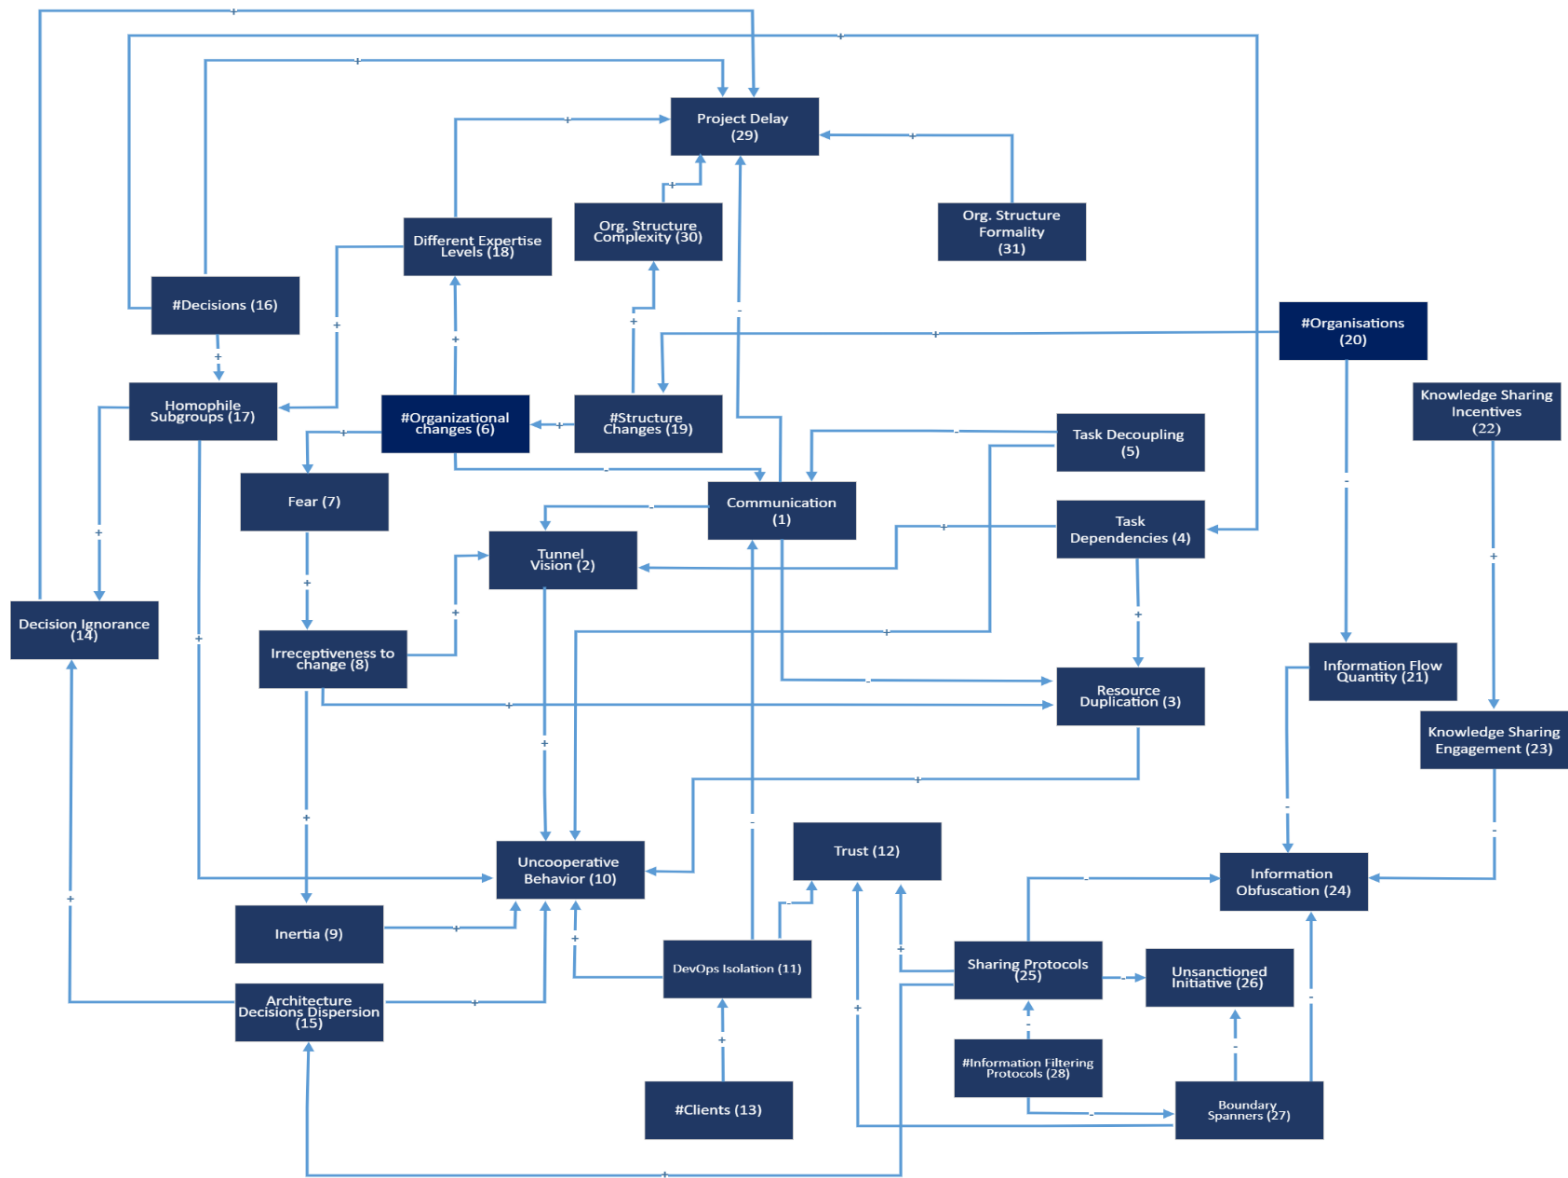 Project Delay
(29)
Different Expertise
Levels (18)
Org. Structure
Complexity (30)
Org. Structure
Formality
(31)
#Decisions (16)
#Organisations
(20)
Homophile
Subgroups (17)
#Organizational
changes (6)
#Structure
Changes (19)
Knowledge Sharing
Incentives
(22)
Task Decoupling
(5)
Fear (7)
Communication
(1)
Task
Dependencies (4)
Tunnel
Vision (2)
Decision Ignorance
(14)
Irreceptiveness to
change (8)
Information Flow
Quantity (21)
Resource
Duplication (3)
Knowledge Sharing
Engagement (23)
Trust (12)
Uncooperative
Behavior (10)
Information
Obfuscation (24)
Inertia (9)
DevOps Isolation (11)
Sharing Protocols
(25)
Unsanctioned
Initiative (26)
Architecture
Decisions Dispersion
(15)
#Information Filtering
Protocols (28)
#Clients (13)
Boundary
Spanners (27)